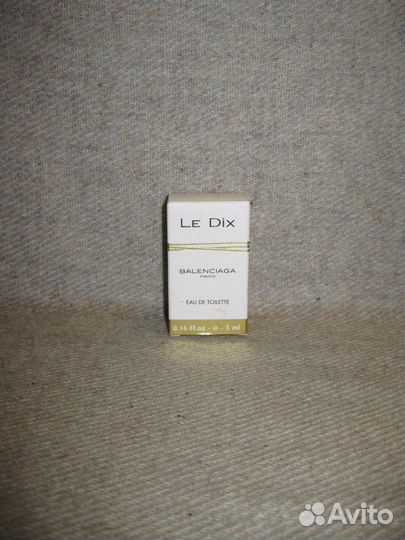 LE DIX
BALENCIAGA
PARIS
EAU DE TOILETTE
0.16 fl.oz - e - 5 ml
Avito